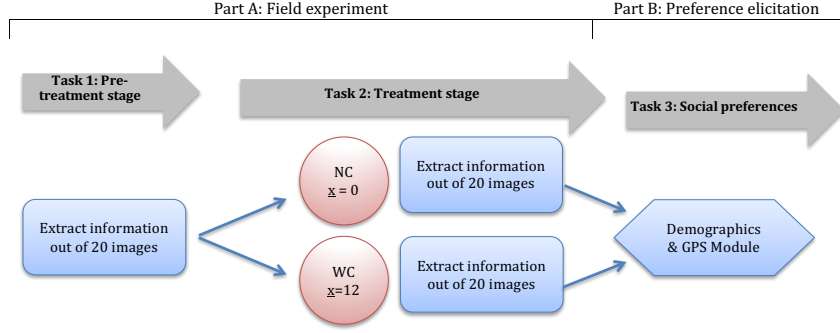 Part A: Field experiment
Part B: Preference elicitation
Task 1: Pre-
treatment stage
Task 2: Treatment stage
Task 3: Social preferences
Extract information
out of 20 images
NC
x = 0
Extract information
out of 20 images
WC
x=12
Extract information
out of 20 images
Demographics
& GPS Module